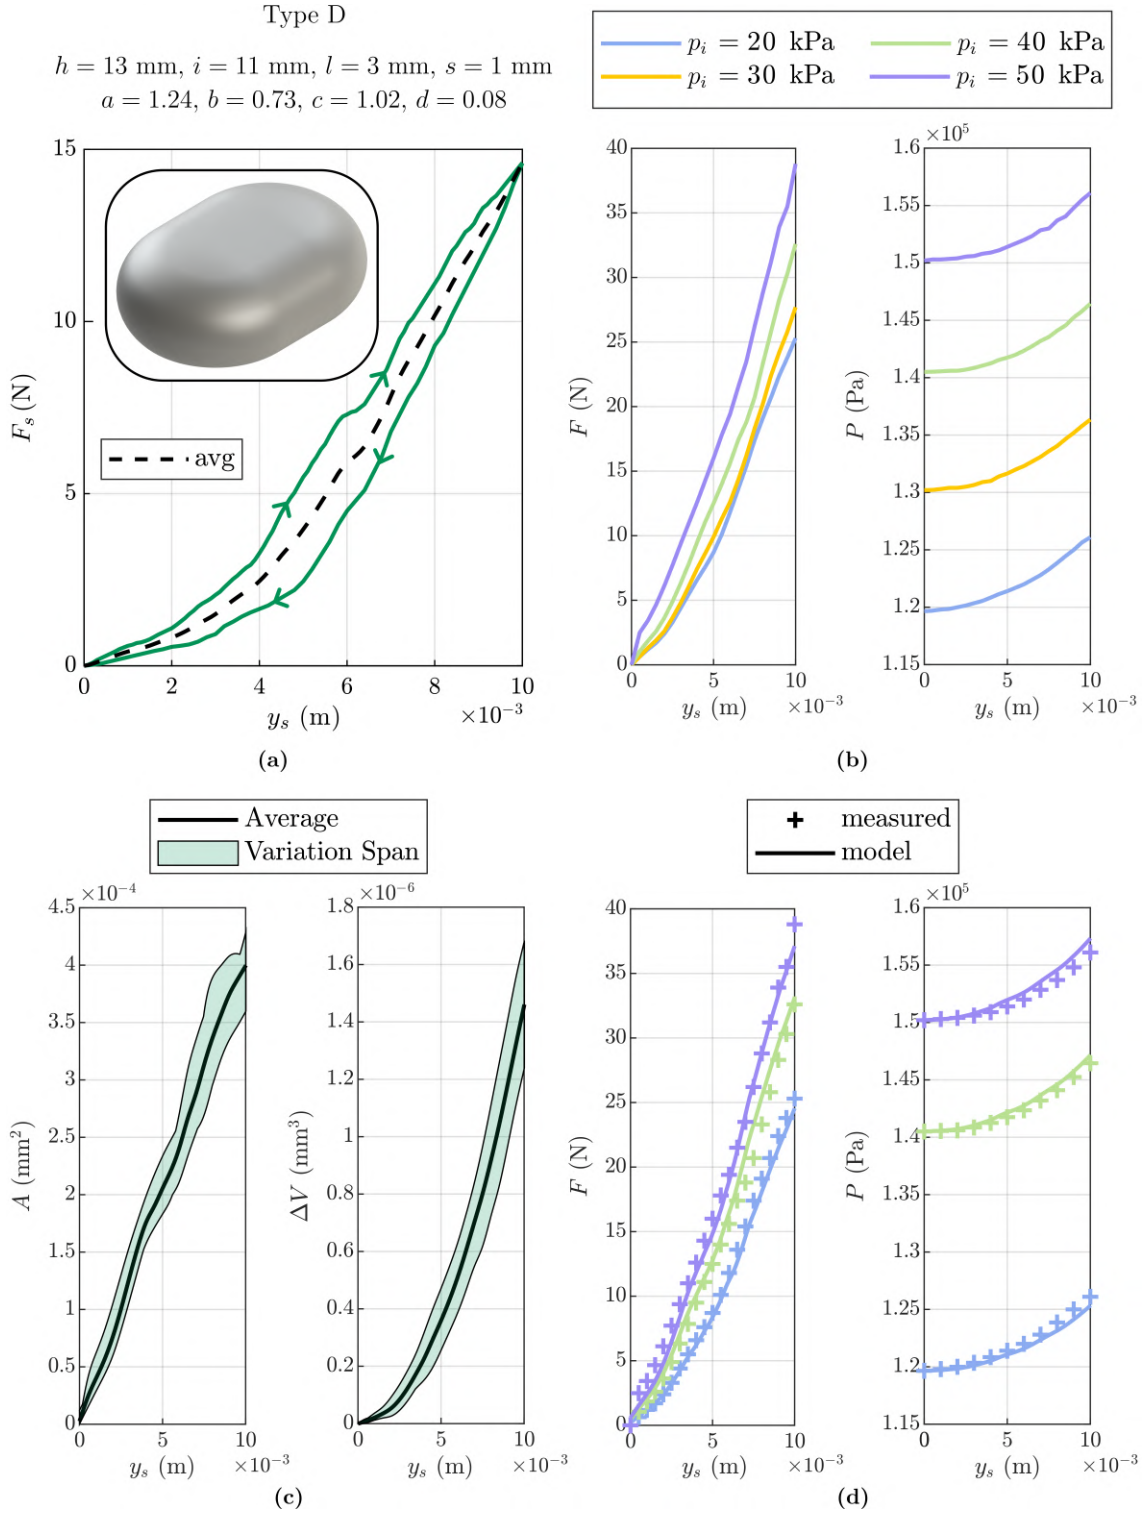 Type D
h = 13 mm, i = 11 mm, l = 3 mm, s = 1 mm
a = 1.24, b = 0.73, c = 1.02, d = 0.08
15
10
5
0
F_s (N)
avg
0 2 4 6 8 10
y_s (m) ×10^-3
(a)
p_i = 20 kPa p_i = 40 kPa
p_i = 30 kPa p_i = 50 kPa
40
35
30
25
20
15
10
5
0
F (N)
0 5 10
y_s (m) ×10^-3
×10^5
1.6
1.55
1.5
1.45
1.4
1.35
1.3
1.25
1.2
1.15
P (Pa)
0 5 10
y_s (m) ×10^-3
(b)
Average
Variation Span
×10^-4
4.5
4
3.5
3
2.5
2
1.5
1
0.5
0
A (mm^2)
0 5 10
y_s (m) ×10^-3
×10^-6
1.8
1.6
1.4
1.2
1
0.8
0.6
0.4
0.2
0
ΔV (mm^3)
0 5 10
y_s (m) ×10^-3
(c)
measured
model
40
35
30
25
20
15
10
5
0
F (N)
0 5 10
y_s (m) ×10^-3
×10^5
1.6
1.55
1.5
1.45
1.4
1.35
1.3
1.25
1.2
1.15
P (Pa)
0 5 10
y_s (m) ×10^-3
(d)